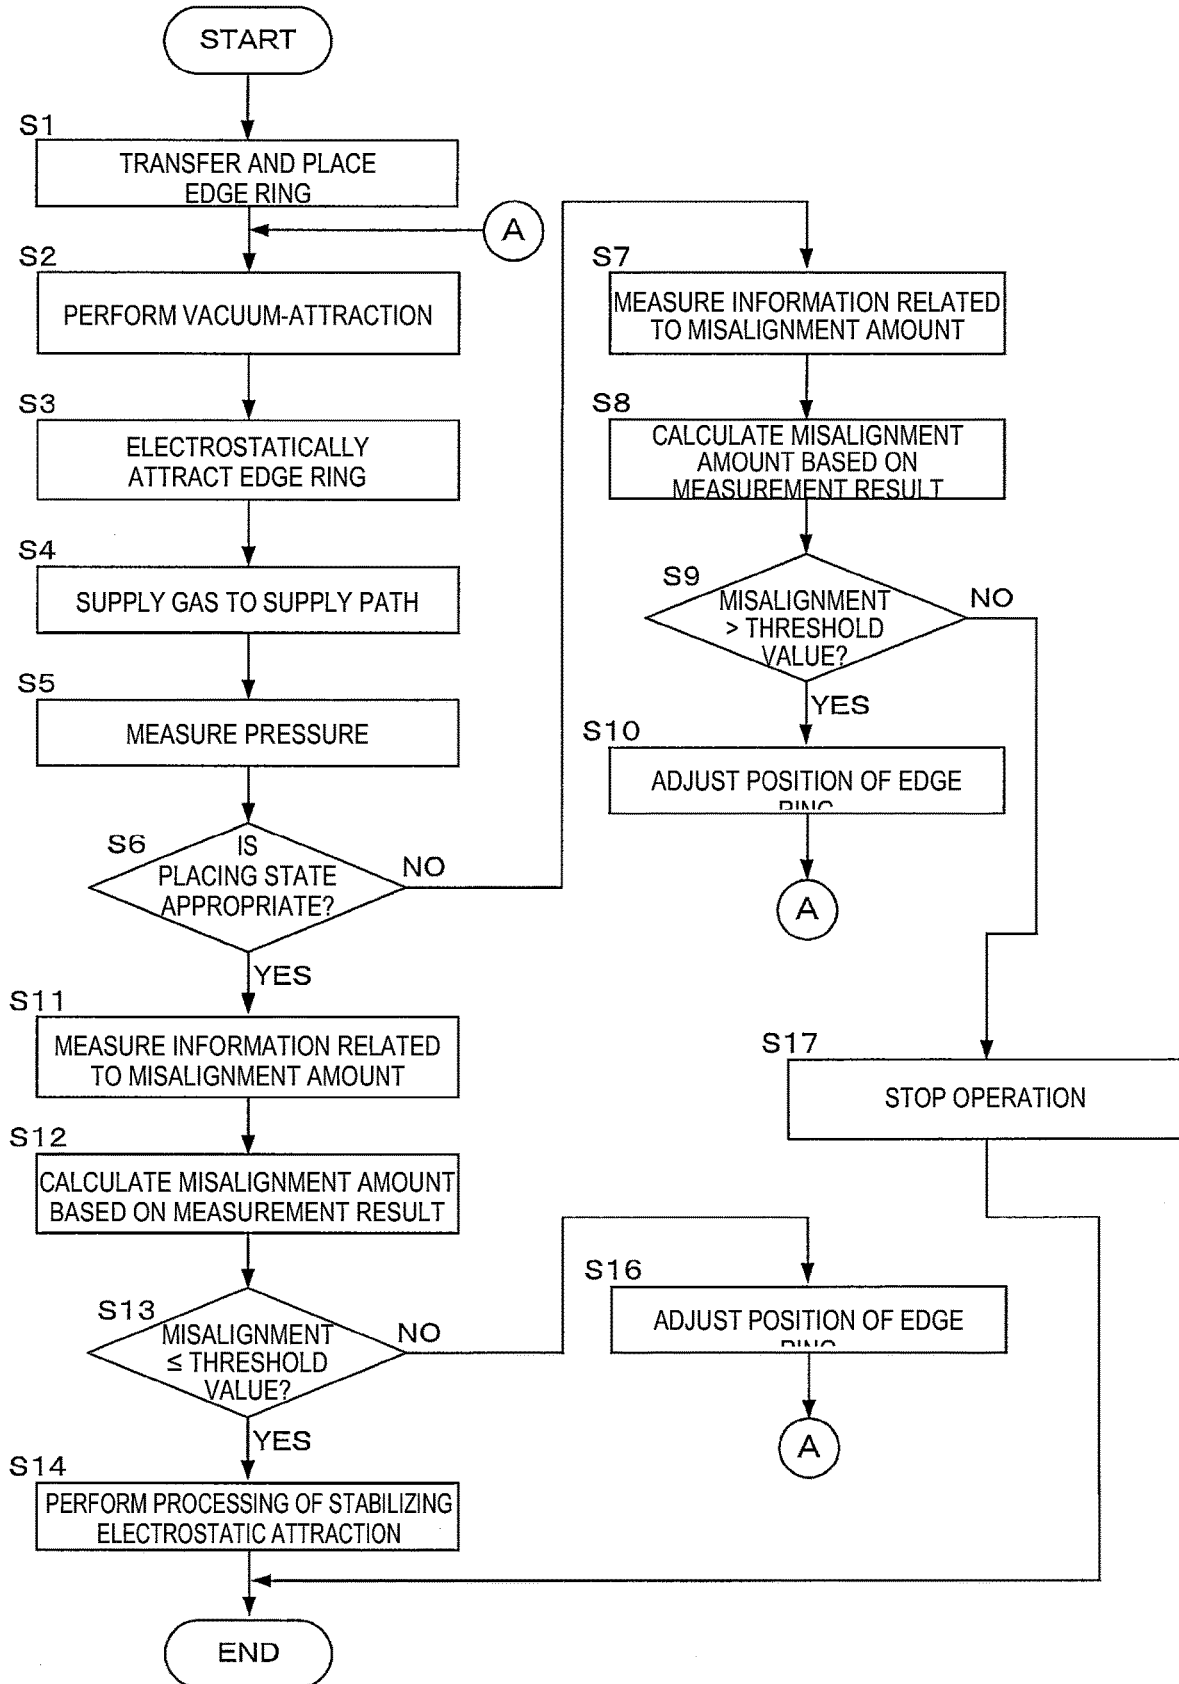 START
S1
TRANSFER AND PLACE
EDGE RING
A
S2
PERFORM VACUUM-ATTRACTION
S3
ELECTROSTATICALLY
ATTRACT EDGE RING
S4
SUPPLY GAS TO SUPPLY PATH
S5
MEASURE PRESSURE
S6
IS
PLACING STATE
APPROPRIATE?
NO
YES
S7
MEASURE INFORMATION RELATED
TO MISALIGNMENT AMOUNT
S8
CALCULATE MISALIGNMENT
AMOUNT BASED ON
MEASUREMENT RESULT
S9
MISALIGNMENT
> THRESHOLD
VALUE?
NO
YES
S10
ADJUST POSITION OF EDGE
RING
A
S11
MEASURE INFORMATION RELATED
TO MISALIGNMENT AMOUNT
S12
CALCULATE MISALIGNMENT AMOUNT
BASED ON MEASUREMENT RESULT
S13
MISALIGNMENT
≤ THRESHOLD
VALUE?
NO
YES
S16
ADJUST POSITION OF EDGE
RING
A
S17
STOP OPERATION
S14
PERFORM PROCESSING OF STABILIZING
ELECTROSTATIC ATTRACTION
END